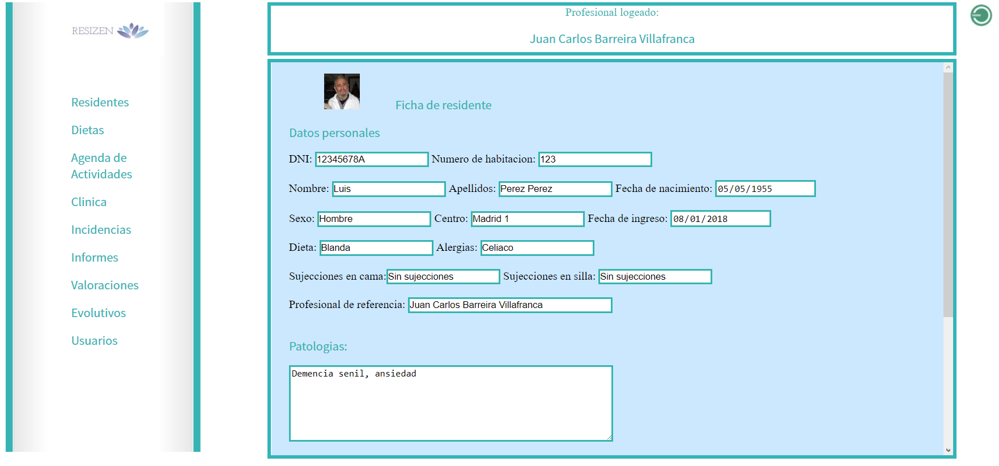 RESIZEN
Residentes
Dietas
Agenda de
Actividades
Clinica
Incidencias
Informes
Valoraciones
Evolutivos
Usuarios
Profesional logeado:
Juan Carlos Barreira Villafranca
Ficha de residente
Datos personales
DNI: 12345678A Numero de habitacion: 123
Nombre: Luis Apellidos: Perez Perez Fecha de nacimiento: 05/05/1955
Sexo: Hombre Centro: Madrid 1 Fecha de ingreso: 08/01/2018
Dieta: Blanda Alergias: Celiaco
Sujecciones en cama: Sin sujecciones Sujecciones en silla: Sin sujecciones
Profesional de referencia: Juan Carlos Barreira Villafranca
Patologias:
Demencia senil, ansiedad